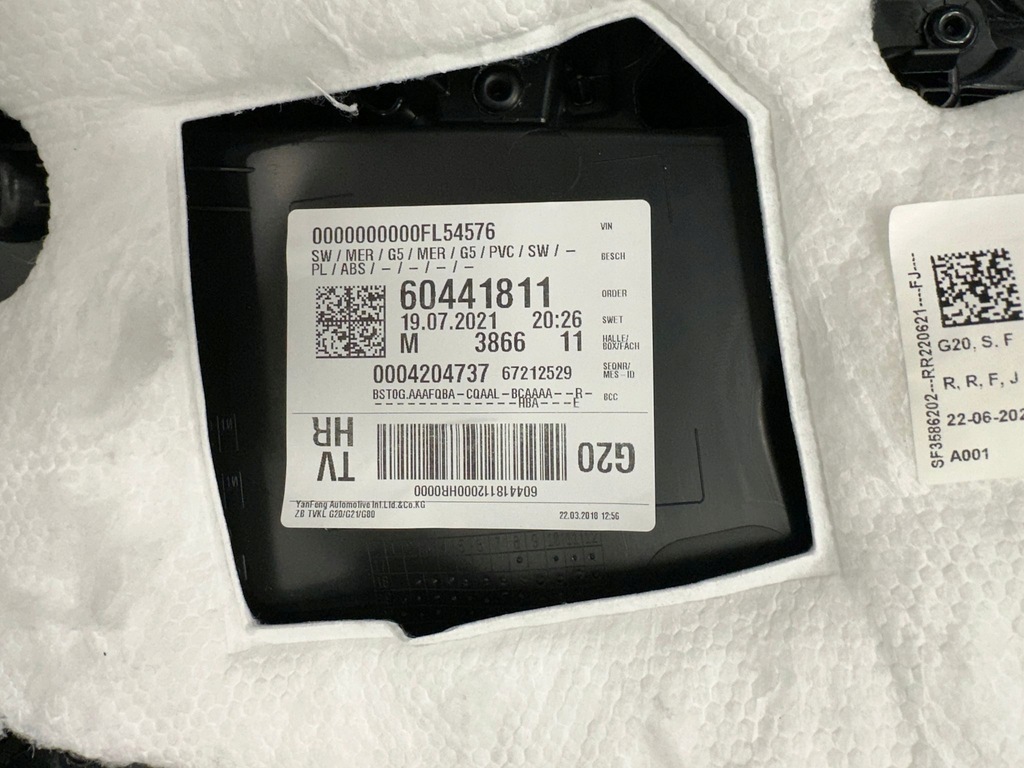 0000000000FL54576 VIN
SW / MER / G5 / MER / G5 / PVC / SW / –
PL / ABS / – / – / – / – BESCH
60441811 ORDER
19.07.2021 20:26 SWET
M 3866 11 HALLE/
BOX/FACH
0004204737 67212529 SEQNR/
MES-ID
BST0G.AAAFQBA–CQAAL–BCAAAA---R-
----------------HBA----E BCC
TV
HR
G20
6044181120000HR0000
YanFeng Automotive Int.Ltd.&Co.KG
ZB TVKL G20/G21/G80 22.03.2018 12:56
SF3586202---RR220621----FJ----
G20, S. F
R, R, F, J
22-06-202
A001